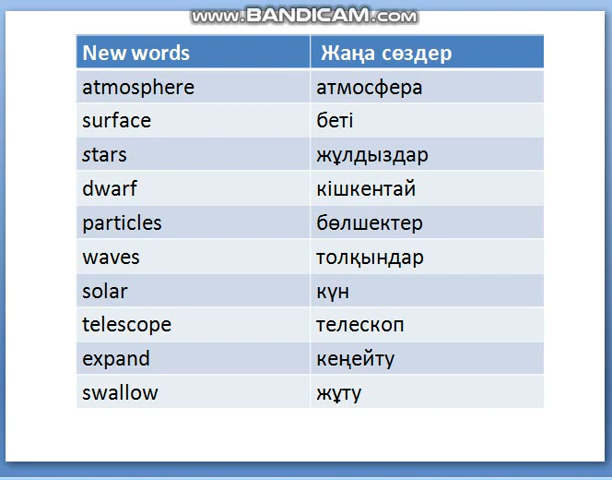 www.BANDICAM.com
New words Жаңа сөздер
atmosphere атмосфера
surface беті
stars жұлдыздар
dwarf кішкентай
particles бөлшектер
waves толқындар
solar күн
telescope телескоп
expand кеңейту
swallow жұту